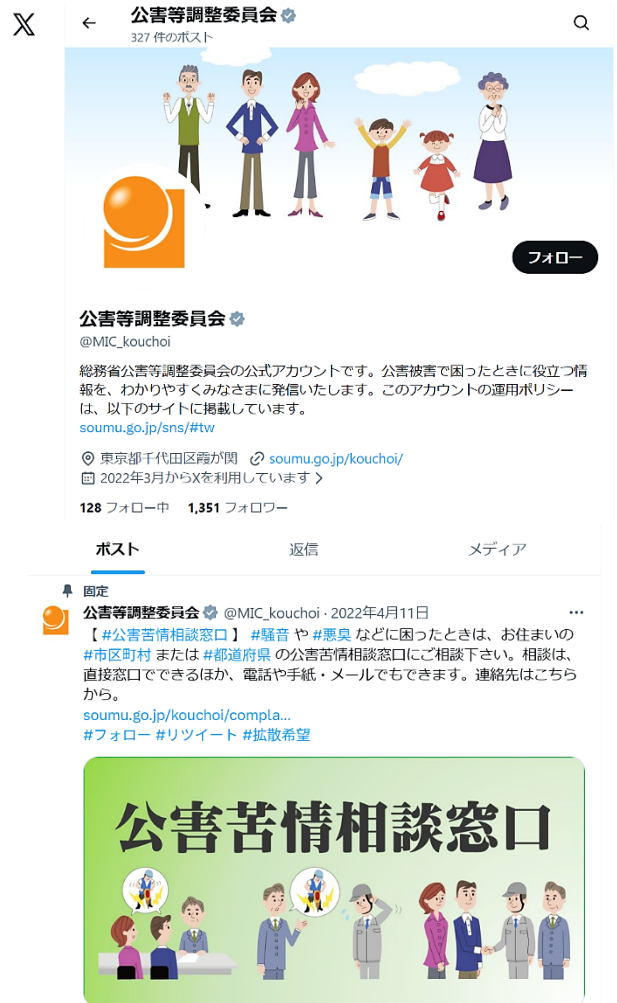 公害等調整委員会
327 件のポスト
フォロー
公害等調整委員会
@MIC_kouchoi
総務省公害等調整委員会の公式アカウントです。公害被害で困ったときに役立つ情
報を、わかりやすくみなさまに発信いたします。このアカウントの運用ポリシー
は、以下のサイトに掲載しています。
soumu.go.jp/sns/#tw
東京都千代田区霞が関 soumu.go.jp/kouchoi/
2022年3月からXを利用しています
128 フォロー中 1,351 フォロワー
ポスト 返信 メディア
固定
公害等調整委員会 @MIC_kouchoi · 2022年4月11日
【 #公害苦情相談窓口 】 #騒音 や #悪臭 などに困ったときは、お住まいの
#市区町村 または #都道府県 の公害苦情相談窓口にご相談下さい。相談は、
直接窓口でできるほか、電話や手紙・メールでもできます。連絡先はこちら
から。
soumu.go.jp/kouchoi/compla...
#フォロー #リツイート #拡散希望
公害苦情相談窓口